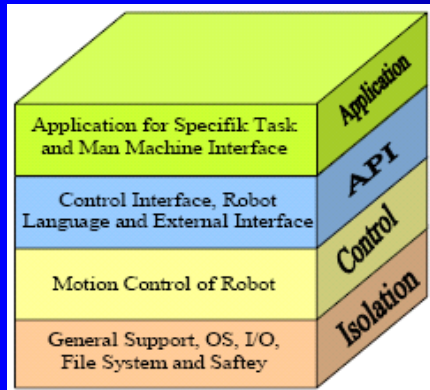 Application for Specifik Task
and Man Machine Interface
Application
Control Interface, Robot
Language and External Interface
API
Motion Control of Robot
Control
General Support, OS, I/O,
File System and Saftey
Isolation